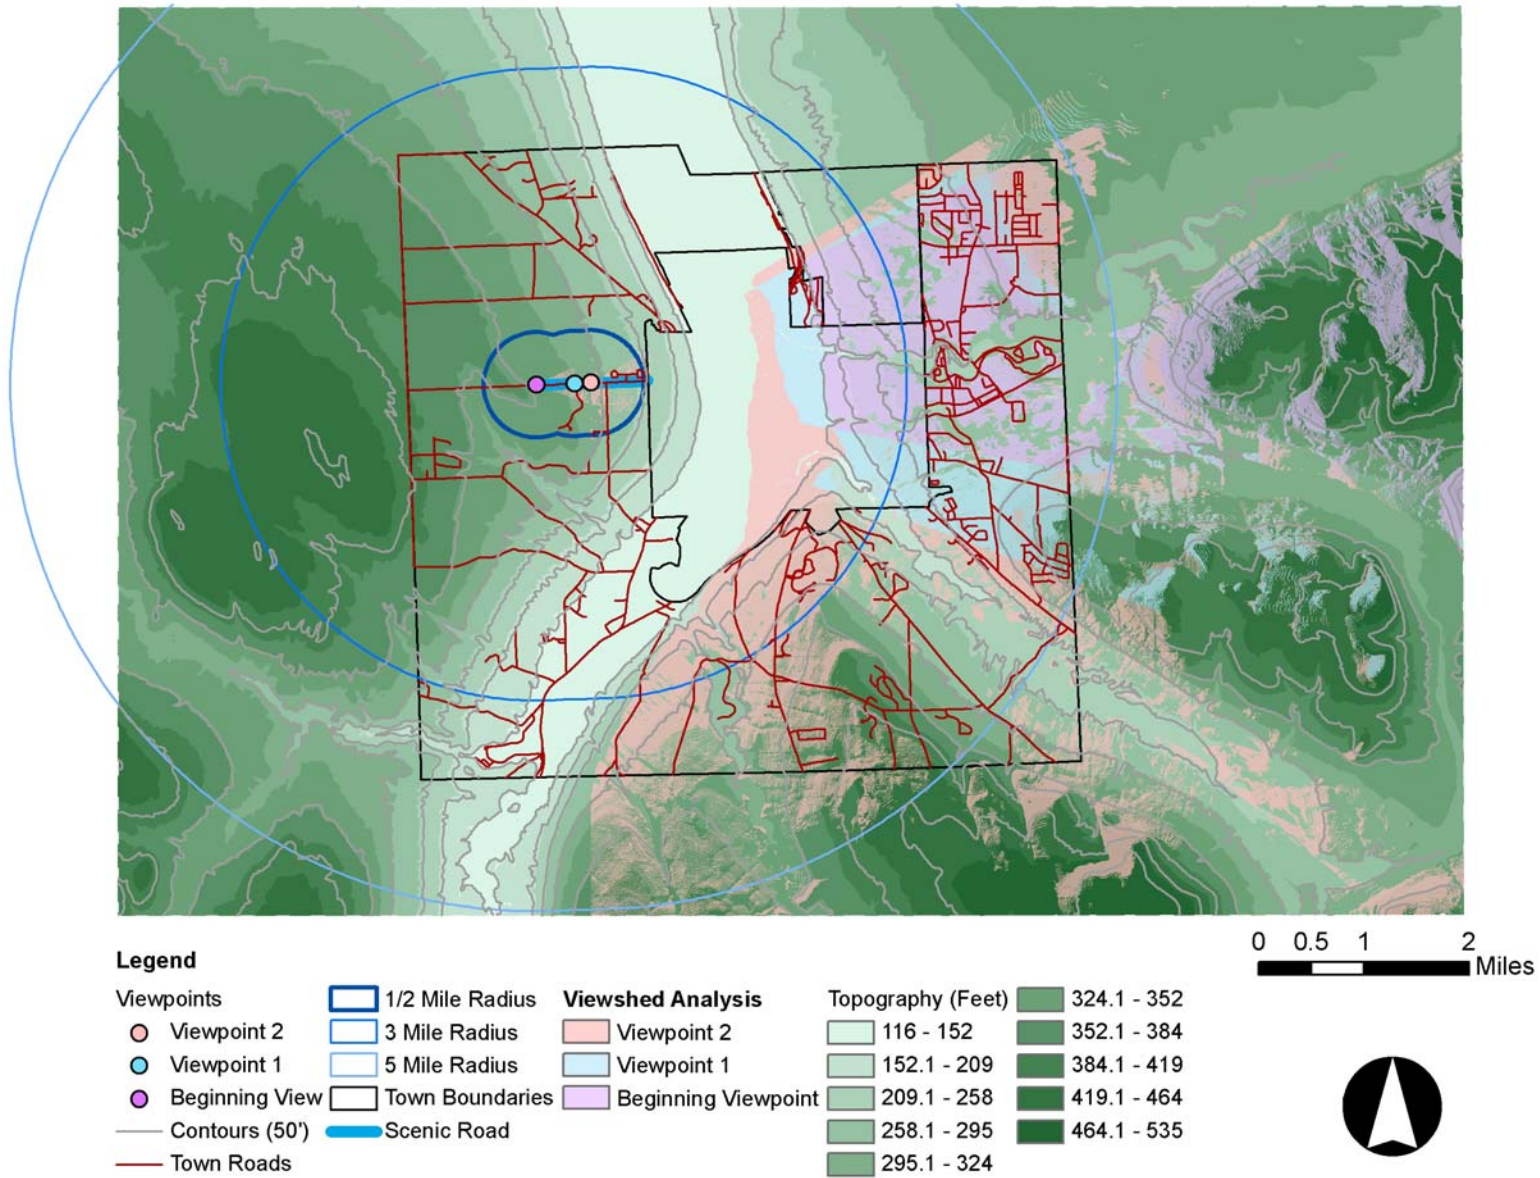 0 0.5 1 2
Miles
Legend
Viewpoints
Viewpoint 2
Viewpoint 1
Beginning View
Contours (50')
Town Roads
1/2 Mile Radius
3 Mile Radius
5 Mile Radius
Town Boundaries
Scenic Road
Viewshed Analysis
Viewpoint 2
Viewpoint 1
Beginning Viewpoint
Topography (Feet)
116 - 152
152.1 - 209
209.1 - 258
258.1 - 295
295.1 - 324
324.1 - 352
352.1 - 384
384.1 - 419
419.1 - 464
464.1 - 535